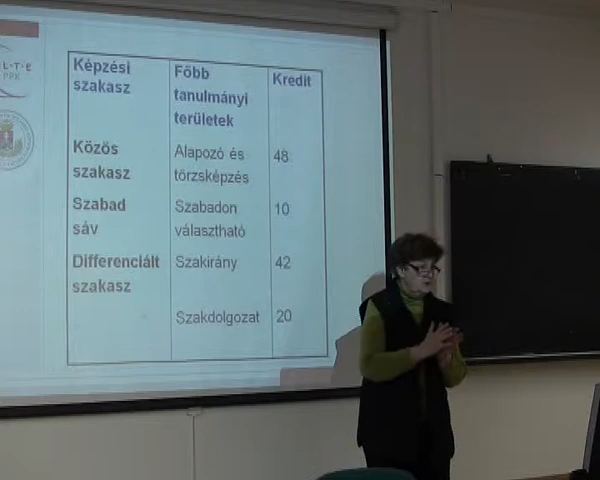 L·T·E
PPK
Képzési szakasz
Főbb tanulmányi területek
Kredit
Közös szakasz
Alapozó és törzsképzés
48
Szabad sáv
Szabadon választható
10
Differenciált szakasz
Szakirány
42
Szakdolgozat
20